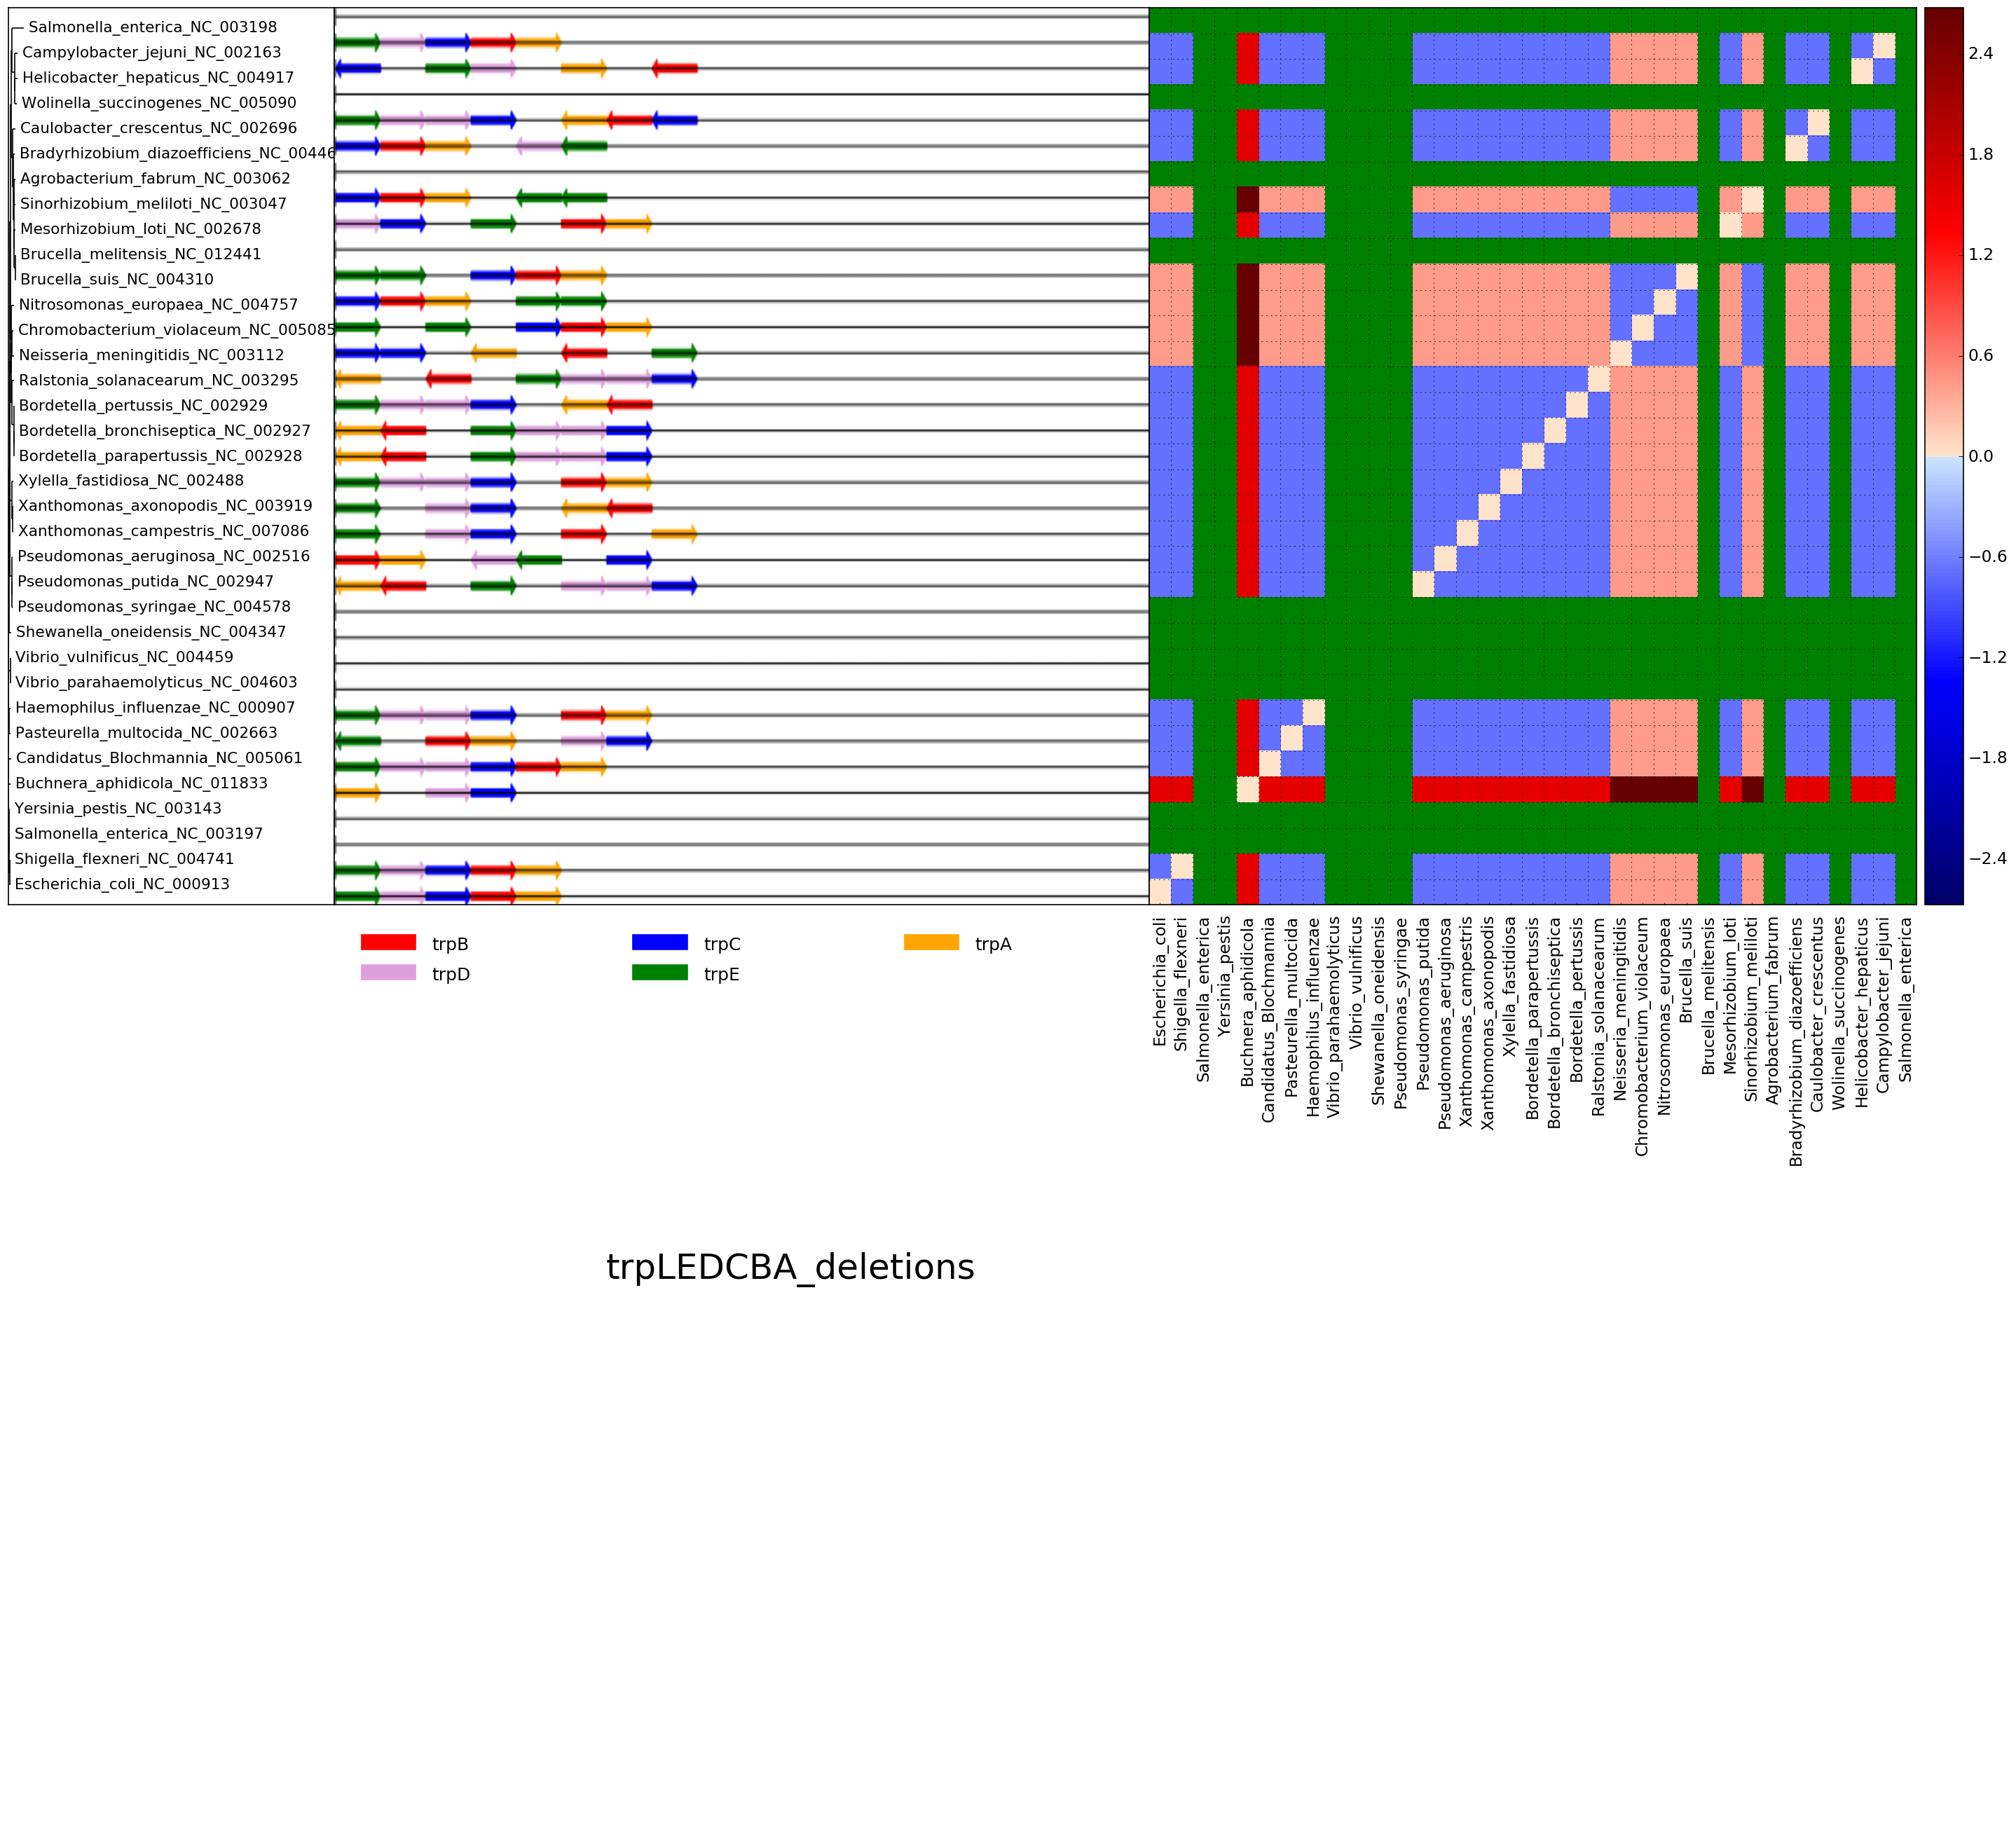 Salmonella_enterica_NC_003198
Campylobacter_jejuni_NC_002163
Helicobacter_hepaticus_NC_004917
Wolinella_succinogenes_NC_005090
Caulobacter_crescentus_NC_002696
Bradyrhizobium_diazoefficiens_NC_00446
Agrobacterium_fabrum_NC_003062
Sinorhizobium_meliloti_NC_003047
Mesorhizobium_loti_NC_002678
Brucella_melitensis_NC_012441
Brucella_suis_NC_004310
Nitrosomonas_europaea_NC_004757
Chromobacterium_violaceum_NC_005085
Neisseria_meningitidis_NC_003112
Ralstonia_solanacearum_NC_003295
Bordetella_pertussis_NC_002929
Bordetella_bronchiseptica_NC_002927
Bordetella_parapertussis_NC_002928
Xylella_fastidiosa_NC_002488
Xanthomonas_axonopodis_NC_003919
Xanthomonas_campestris_NC_007086
Pseudomonas_aeruginosa_NC_002516
Pseudomonas_putida_NC_002947
Pseudomonas_syringae_NC_004578
Shewanella_oneidensis_NC_004347
Vibrio_vulnificus_NC_004459
Vibrio_parahaemolyticus_NC_004603
Haemophilus_influenzae_NC_000907
Pasteurella_multocida_NC_002663
Candidatus_Blochmannia_NC_005061
Buchnera_aphidicola_NC_011833
Yersinia_pestis_NC_003143
Salmonella_enterica_NC_003197
Shigella_flexneri_NC_004741
Escherichia_coli_NC_000913
2.4
1.8
1.2
0.6
0.0
−0.6
−1.2
−1.8
−2.4
Escherichia_coli
Shigella_flexneri
Salmonella_enterica
Yersinia_pestis
Buchnera_aphidicola
Candidatus_Blochmannia
Pasteurella_multocida
Haemophilus_influenzae
Vibrio_parahaemolyticus
Vibrio_vulnificus
Shewanella_oneidensis
Pseudomonas_syringae
Pseudomonas_putida
Pseudomonas_aeruginosa
Xanthomonas_campestris
Xanthomonas_axonopodis
Xylella_fastidiosa
Bordetella_parapertussis
Bordetella_bronchiseptica
Bordetella_pertussis
Ralstonia_solanacearum
Neisseria_meningitidis
Chromobacterium_violaceum
Nitrosomonas_europaea
Brucella_suis
Brucella_melitensis
Mesorhizobium_loti
Sinorhizobium_meliloti
Agrobacterium_fabrum
Bradyrhizobium_diazoefficiens
Caulobacter_crescentus
Wolinella_succinogenes
Helicobacter_hepaticus
Campylobacter_jejuni
Salmonella_enterica
trpB trpC trpA
trpD trpE
trpLEDCBA_deletions